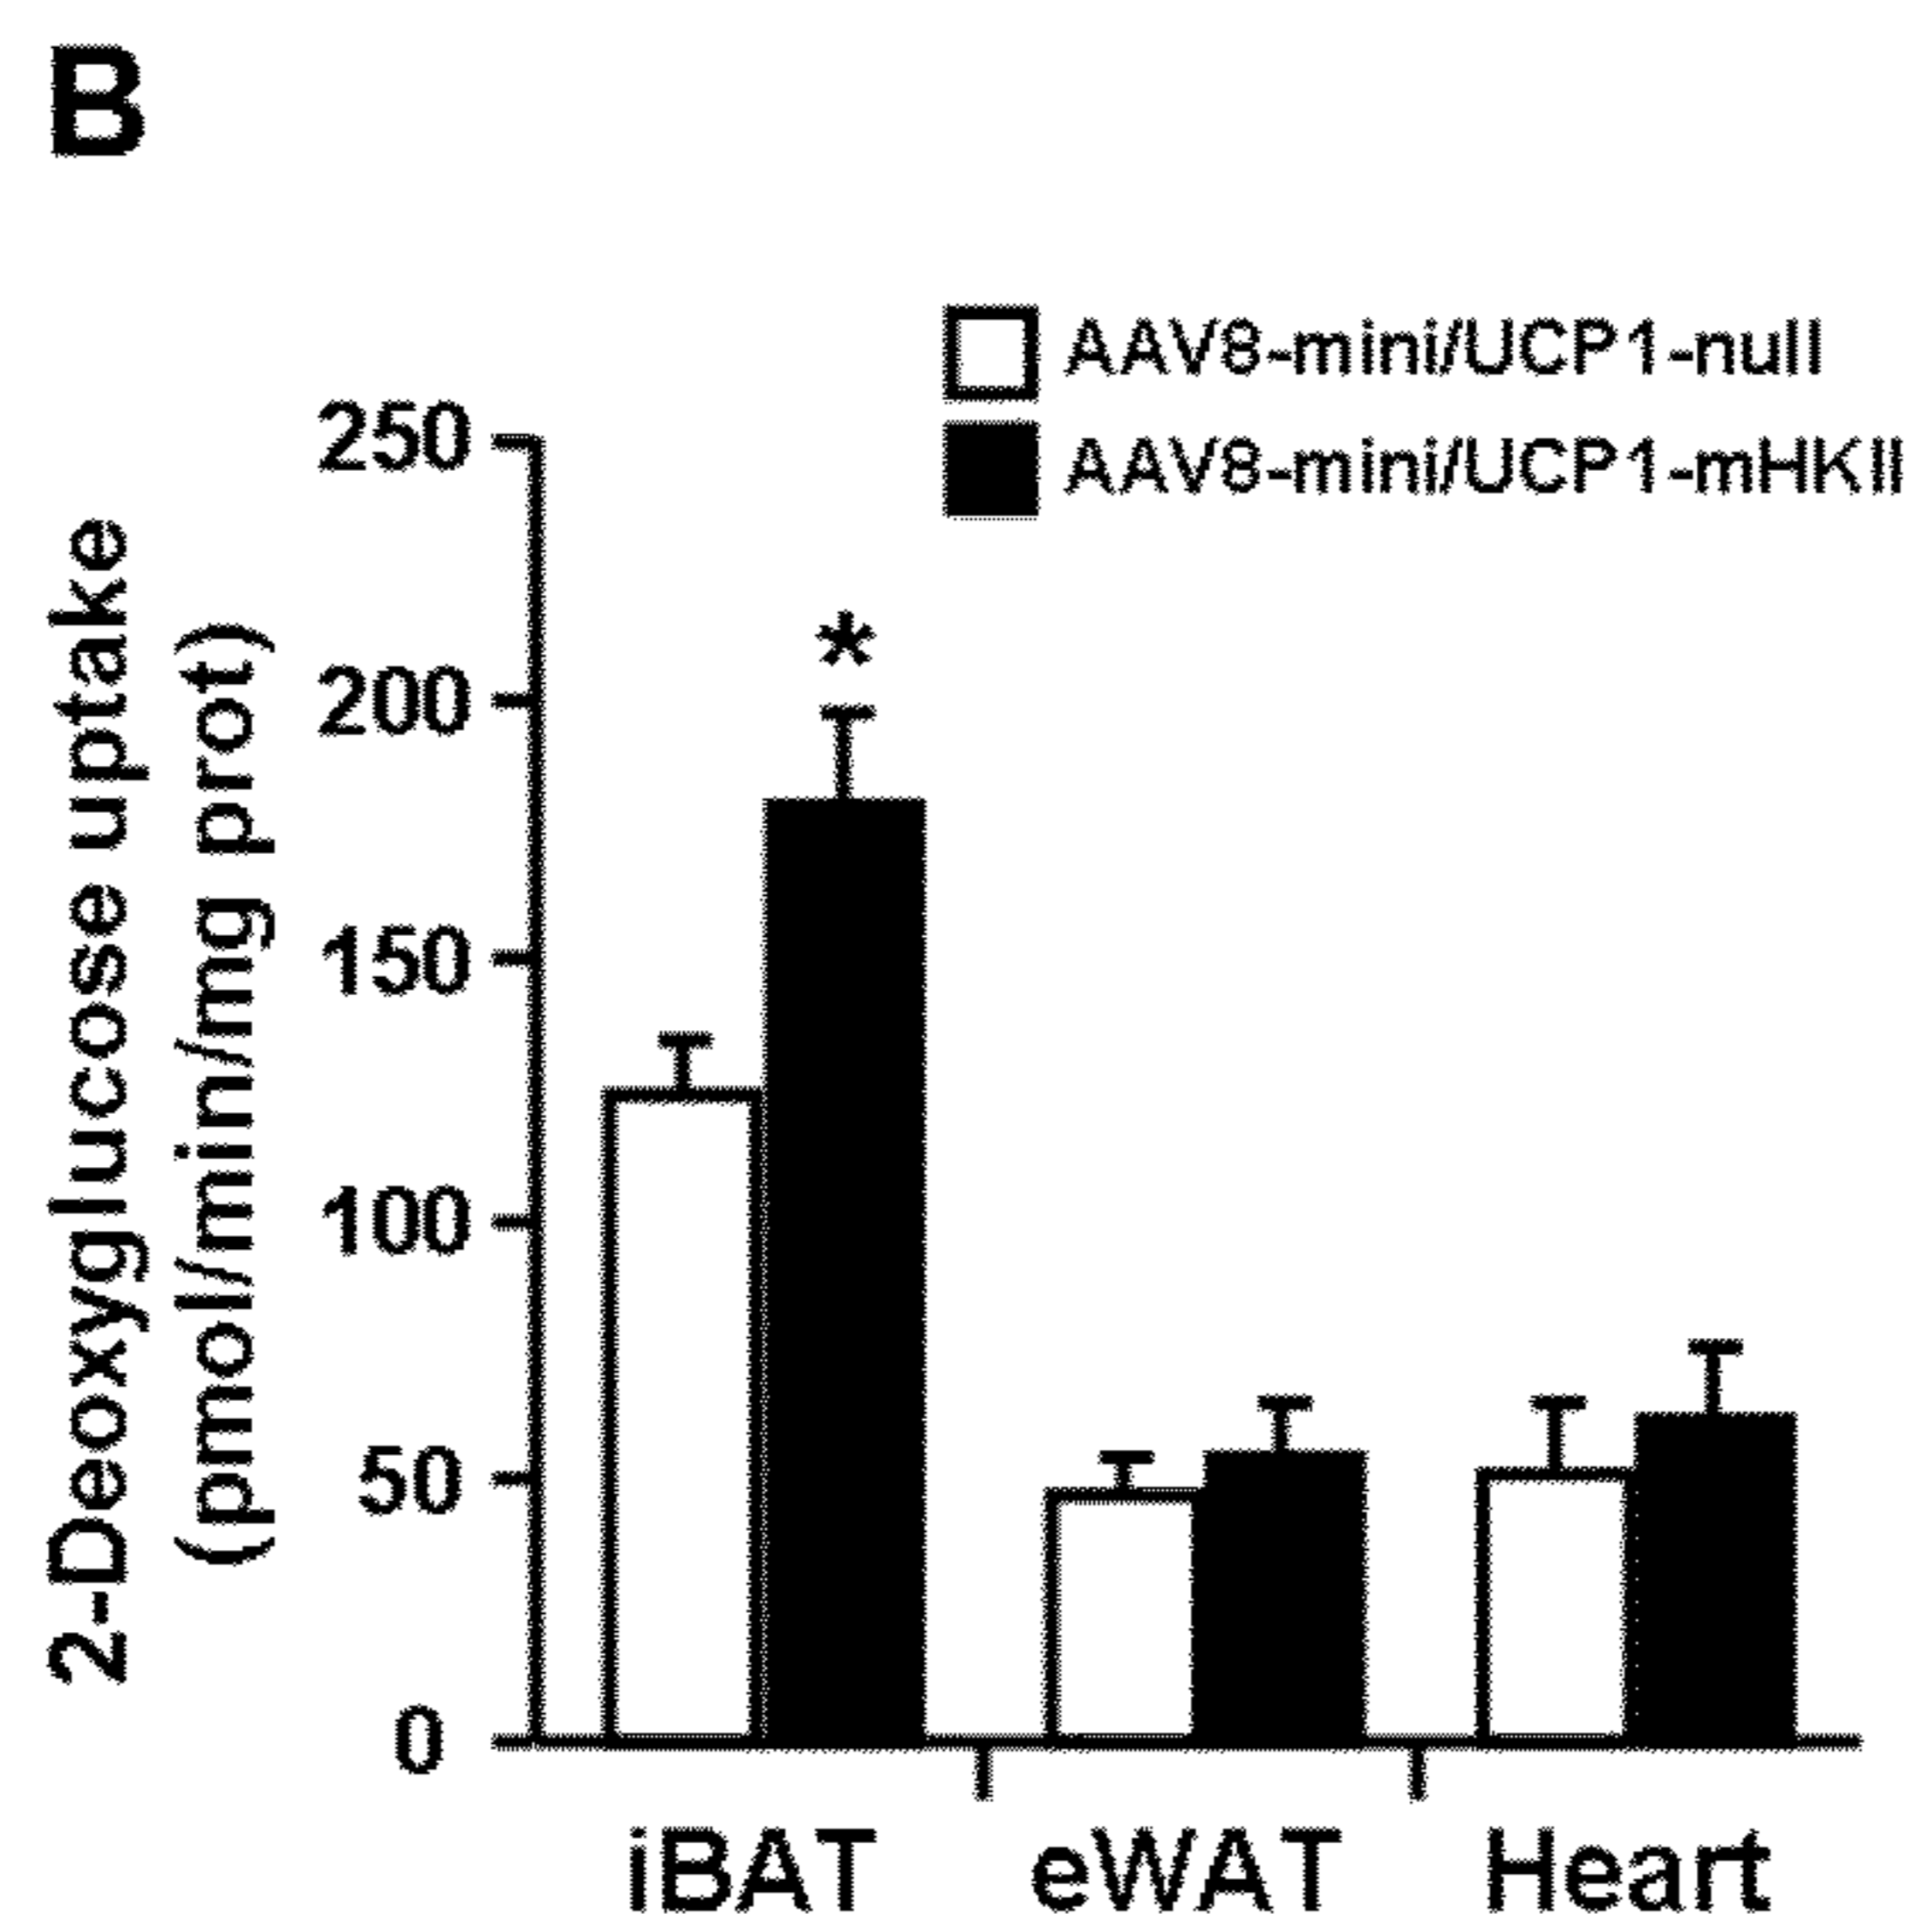 B
AAV8-mini/UCP1-null
AAV8-mini/UCP1-mHKII
2-Deoxyglucose uptake
(pmol/min/mg prot)
250
200
150
100
50
0
*
iBAT
eWAT
Heart